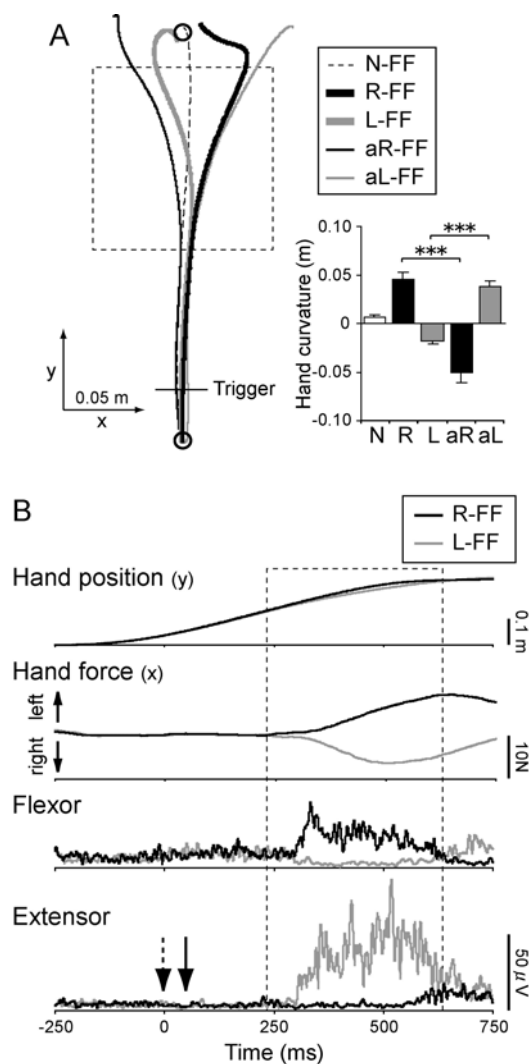 A
N-FF
R-FF
L-FF
aR-FF
aL-FF
y
0.05 m
x
Trigger
Hand curvature (m)
0.10
0.05
0
-0.05
-0.10
***
***
N R L aR aL
B
R-FF
L-FF
Hand position (y)
0.1 m
Hand force (x)
left
right
10N
Flexor
Extensor
50 μV
-250 0 250 500 750
Time (ms)